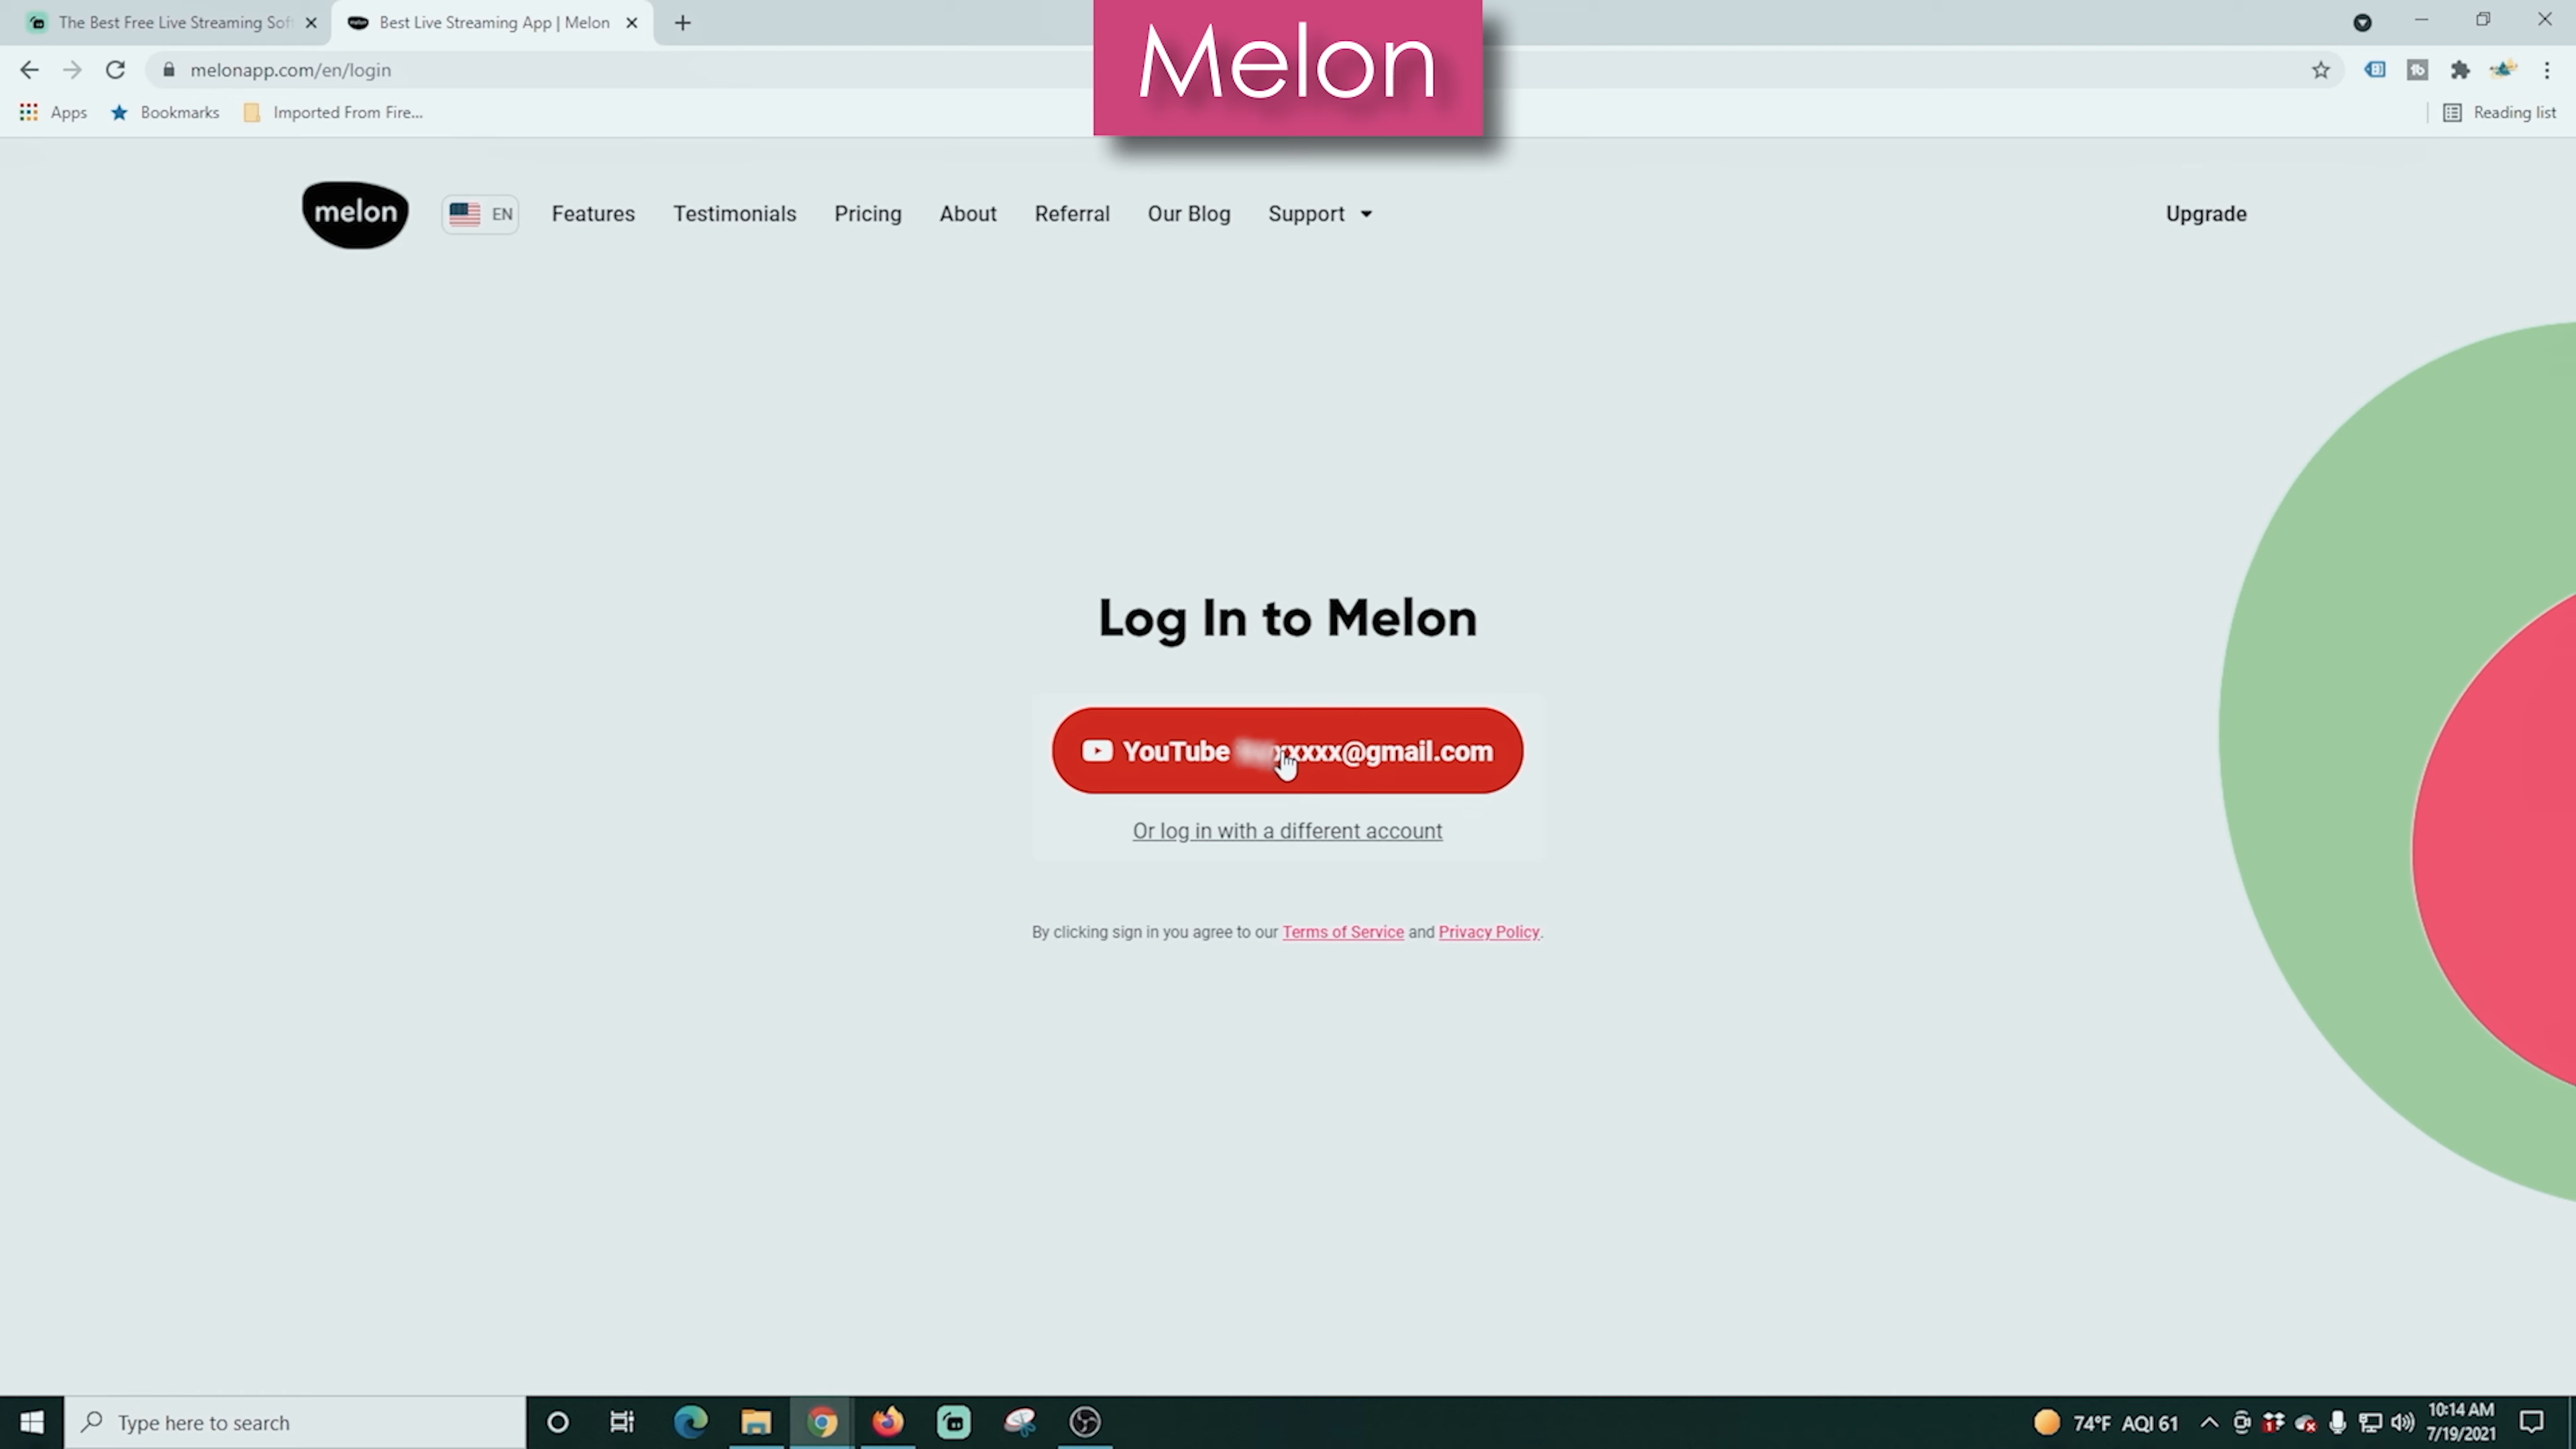 The Best Free Live Streaming Sof
Best Live Streaming App | Melon
Melon
melonapp.com/en/login
Apps
Bookmarks
Imported From Fire...
Reading list
melon
EN
Features
Testimonials
Pricing
About
Referral
Our Blog
Support
Upgrade
Log In to Melon
YouTube xxxxx@gmail.com
Or log in with a different account
By clicking sign in you agree to our Terms of Service and Privacy Policy.
Type here to search
74°F AQI 61
10:14 AM
7/19/2021